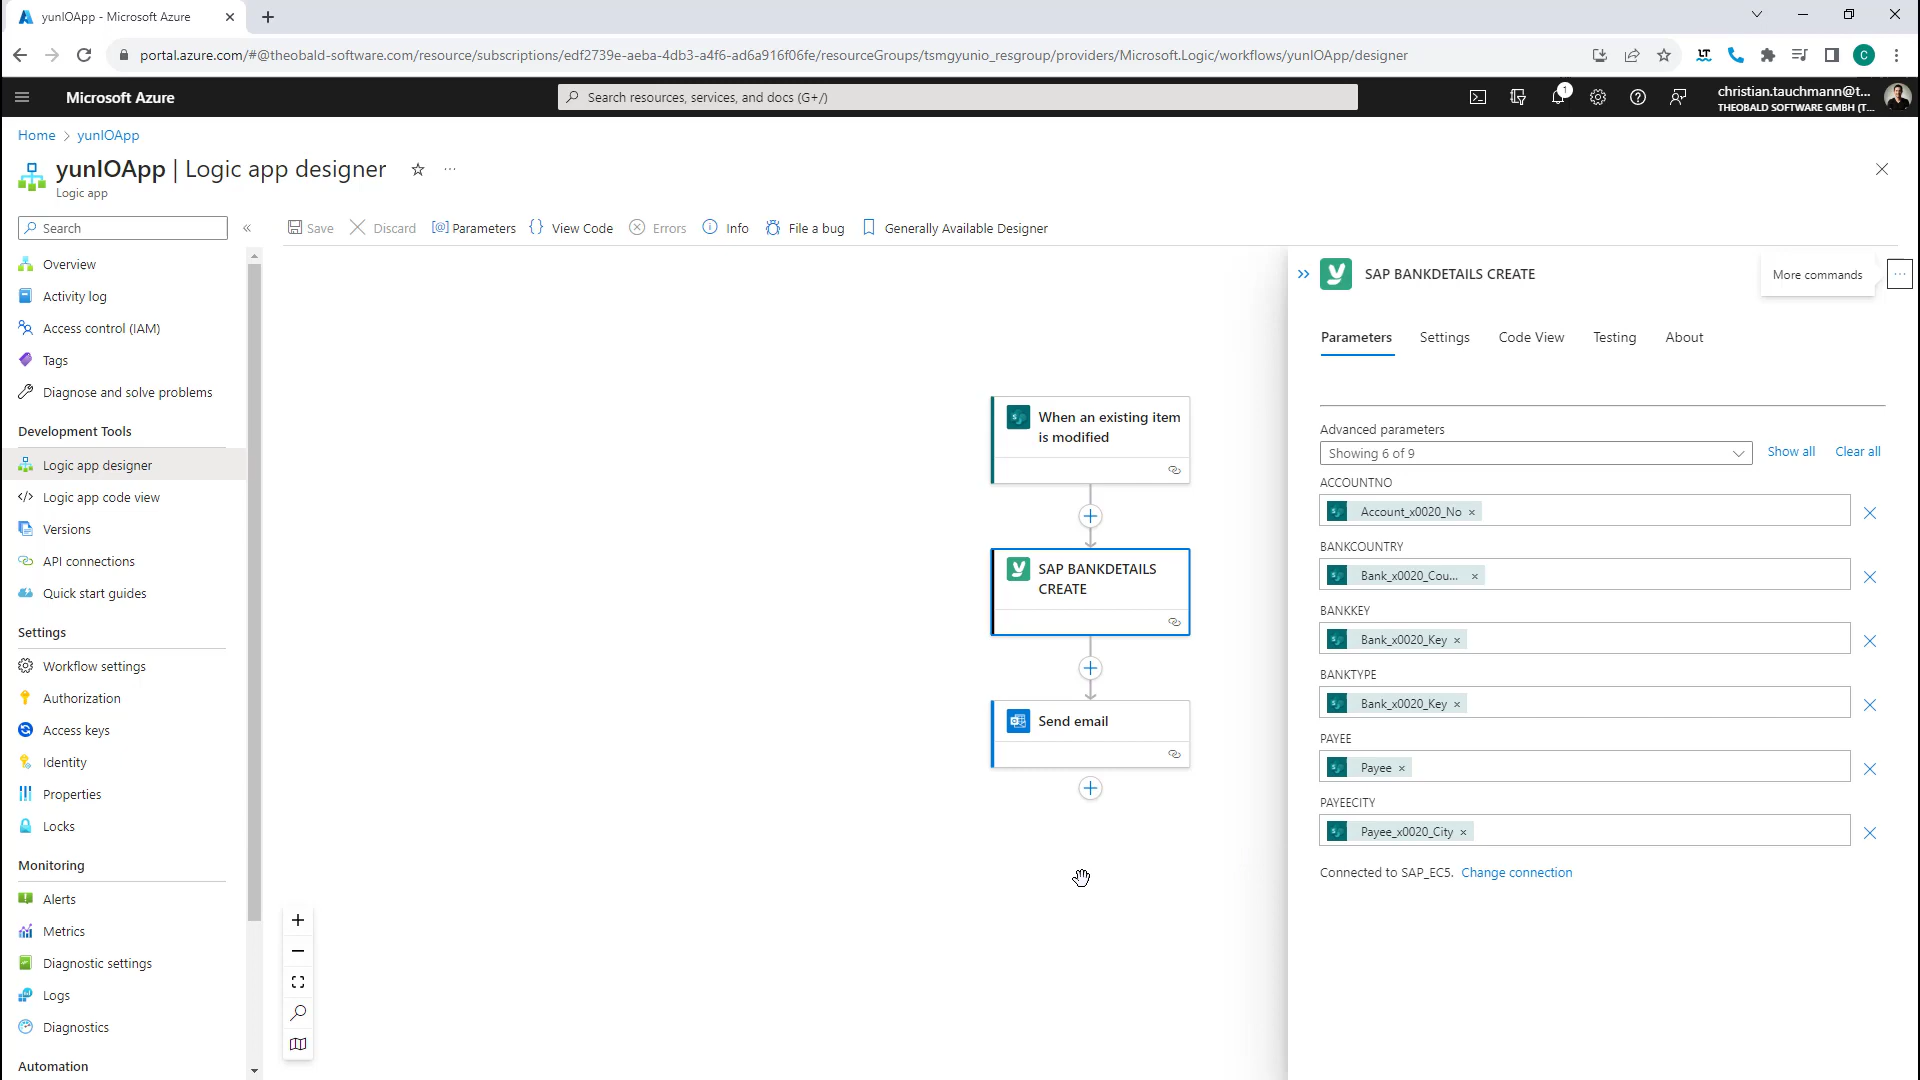 yunIOApp - Microsoft Azure
portal.azure.com/#@theobald-software.com/resource/subscriptions/edf2739e-aeba-4db3-a4f6-ad6a916f06fe/resourceGroups/tsmgyunio_resgroup/providers/Microsoft.Logic/workflows/yunIOApp/designer
LT
C
Microsoft Azure
Search resources, services, and docs (G+/)
1
christian.tauchmann@t...
THEOBALD SOFTWARE GMBH (T...
Home > yunIOApp
yunIOApp | Logic app designer
Logic app
Search
Save
Discard
Parameters
View Code
Errors
Info
File a bug
Generally Available Designer
Overview
Activity log
Access control (IAM)
Tags
Diagnose and solve problems
Development Tools
Logic app designer
Logic app code view
Versions
API connections
Quick start guides
Settings
Workflow settings
Authorization
Access keys
Identity
Properties
Locks
Monitoring
Alerts
Metrics
Diagnostic settings
Logs
Diagnostics
Automation
When an existing item
is modified
SAP BANKDETAILS
CREATE
Send email
SAP BANKDETAILS CREATE
More commands
Parameters
Settings
Code View
Testing
About
Advanced parameters
Showing 6 of 9
Show all
Clear all
ACCOUNTNO
Account_x0020_No
BANKCOUNTRY
Bank_x0020_Cou...
BANKKEY
Bank_x0020_Key
BANKTYPE
Bank_x0020_Key
PAYEE
Payee
PAYEECITY
Payee_x0020_City
Connected to SAP_EC5. Change connection